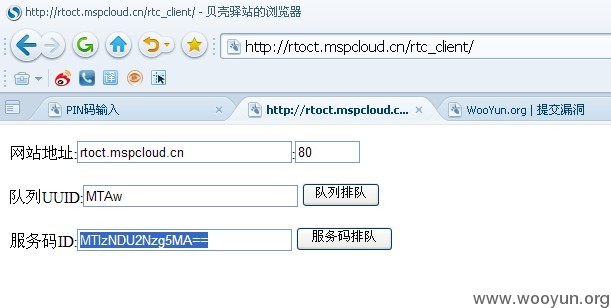 http://rtoct.mspcloud.cn/rtc_client/ - 贝壳驿站的浏览器
http://rtoct.mspcloud.cn/rtc_client/
PIN码输入
http://rtoct.mspcloud.c...
WooYun.org | 提交漏洞
网站地址:rtoct.mspcloud.cn:80
队列UUID:MTAw 队列排队
服务码ID:MTIzNDU2Nzg5MA== 服务码排队
www.wooyun.org